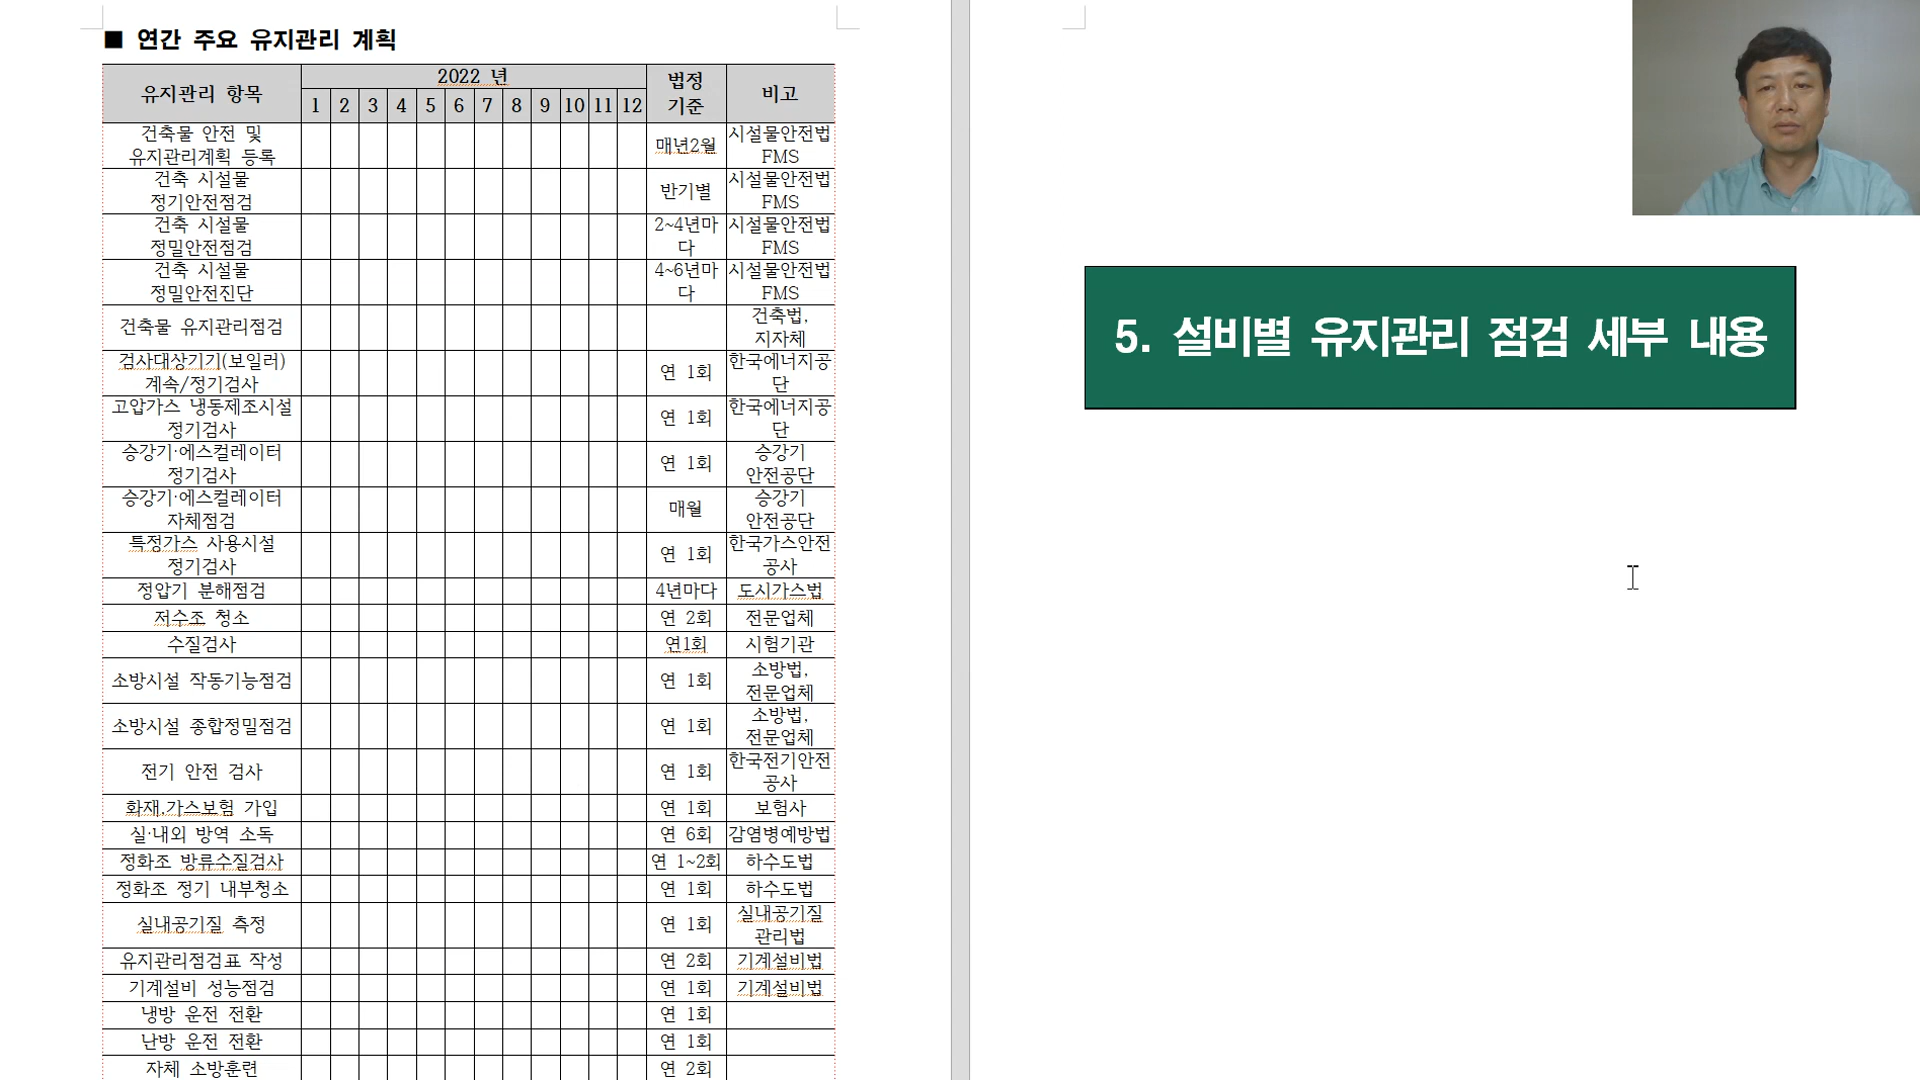 ■ 연간 주요 유지관리 계획
유지관리 항목
2022 년
법정
기준
비고
1 2 3 4 5 6 7 8 9 10 11 12
건축물 안전 및
유지관리계획 등록
매년2월
시설물안전법
FMS
건축 시설물
정기안전점검
반기별
시설물안전법
FMS
건축 시설물
정밀안전점검
2~4년마
다
시설물안전법
FMS
건축 시설물
정밀안전진단
4~6년마
다
시설물안전법
FMS
건축물 유지관리점검
건축법,
지자체
검사대상기기(보일러)
계속/정기검사
연 1회
한국에너지공
단
고압가스 냉동제조시설
정기검사
연 1회
한국에너지공
단
승강기·에스컬레이터
정기검사
연 1회
승강기
안전공단
승강기·에스컬레이터
자체점검
매월
승강기
안전공단
특정가스 사용시설
정기검사
연 1회
한국가스안전
공사
정압기 분해점검
4년마다
도시가스법
저수조 청소
연 2회
전문업체
수질검사
연1회
시험기관
소방시설 작동기능점검
연 1회
소방법,
전문업체
소방시설 종합정밀점검
연 1회
소방법,
전문업체
전기 안전 검사
연 1회
한국전기안전
공사
화재,가스보험 가입
연 1회
보험사
실·내외 방역 소독
연 6회
감염병예방법
정화조 방류수질검사
연 1~2회
하수도법
정화조 정기 내부청소
연 1회
하수도법
실내공기질 측정
연 1회
실내공기질
관리법
유지관리점검표 작성
연 2회
기계설비법
기계설비 성능점검
연 1회
기계설비법
냉방 운전 전환
연 1회
난방 운전 전환
연 1회
자체 소방훈련
연 2회
5. 설비별 유지관리 점검 세부 내용